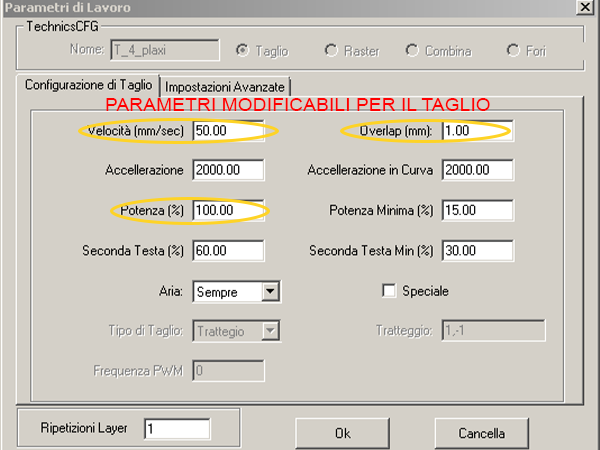 Parametri di Lavoro
TechnicsCFG
Nome: T_4_plaxi Taglio Raster Combina Fori
Configurazione di Taglio Impostazioni Avanzate
PARAMETRI MODIFICABILI PER IL TAGLIO
Velocità (mm/sec) 50.00 Overlap (mm): 1.00
Accellerazione 2000.00 Accellerazione in Curva 2000.00
Potenza (%) 100.00 Potenza Minima (%) 15.00
Seconda Testa (%) 60.00 Seconda Testa Min (%) 30.00
Aria: Sempre Speciale
Tipo di Taglio: Trattegio Tratteggio: 1,-1
Frequenza PWM 0
Ripetizioni Layer 1 Ok Cancella